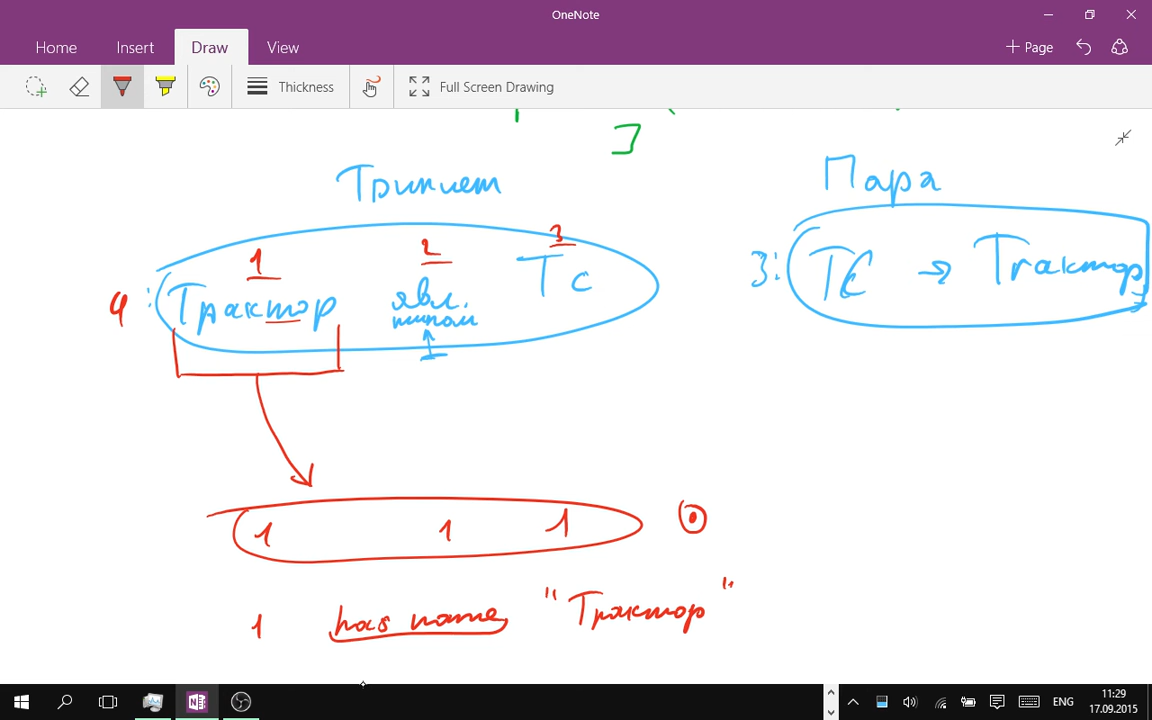 OneNote
Home Insert Draw View + Page
Thickness Full Screen Drawing
Триплет
Пара
1 2 3
4: Трактор явл. типом ТС
3: ТС → Трактор
1 1 1
1 has name "Трактор"
11:29
ENG
17.09.2015